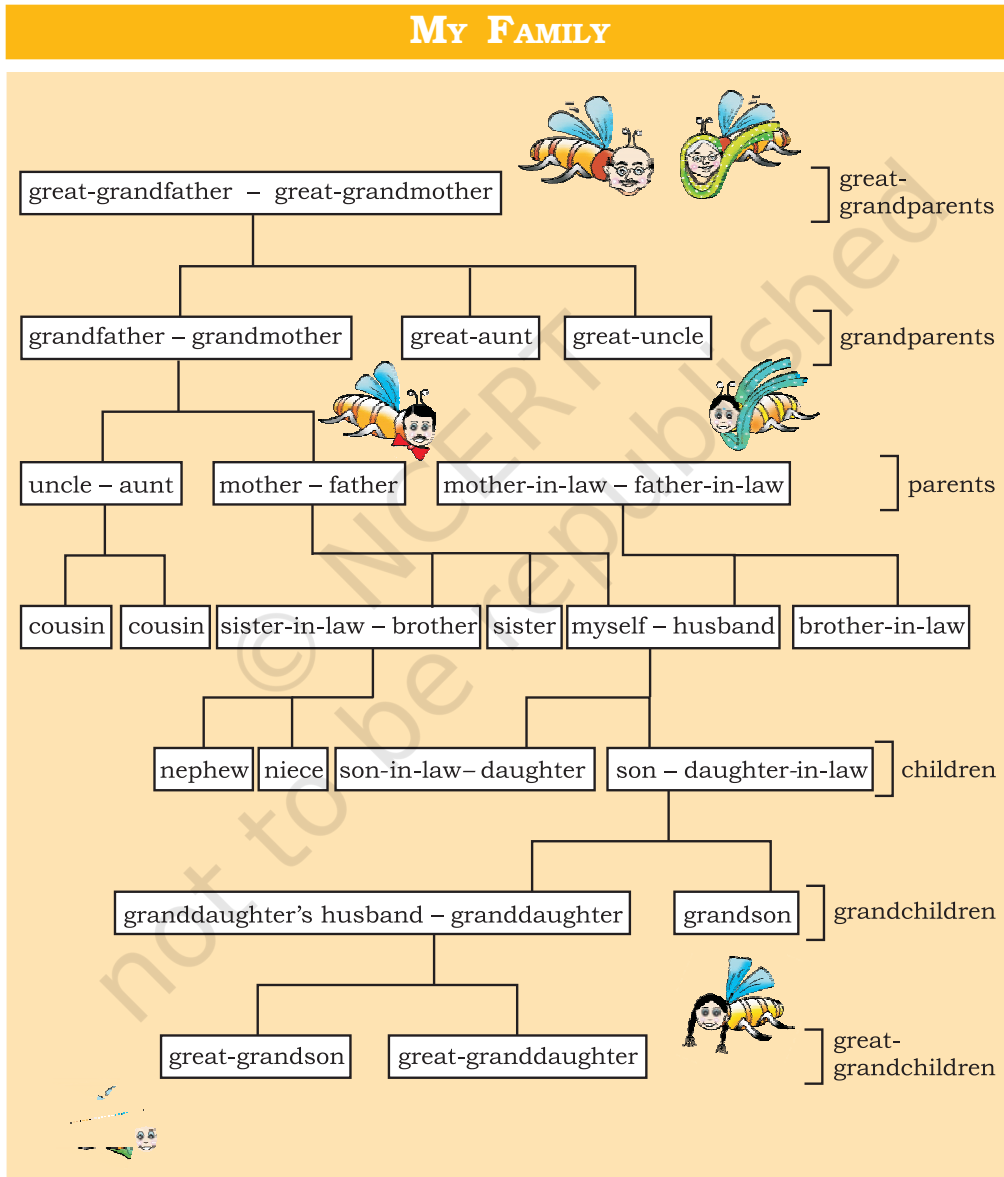 MY FAMILY
great-grandfather – great-grandmother
great-
grandparents
grandfather – grandmother
great-aunt
great-uncle
grandparents
uncle – aunt
mother – father
mother-in-law – father-in-law
parents
cousin
cousin
sister-in-law – brother
sister
myself – husband
brother-in-law
nephew
niece
son-in-law– daughter
son – daughter-in-law
children
granddaughter’s husband – granddaughter
grandson
grandchildren
great-grandson
great-granddaughter
great-
grandchildren
© NCERT
not to be republished